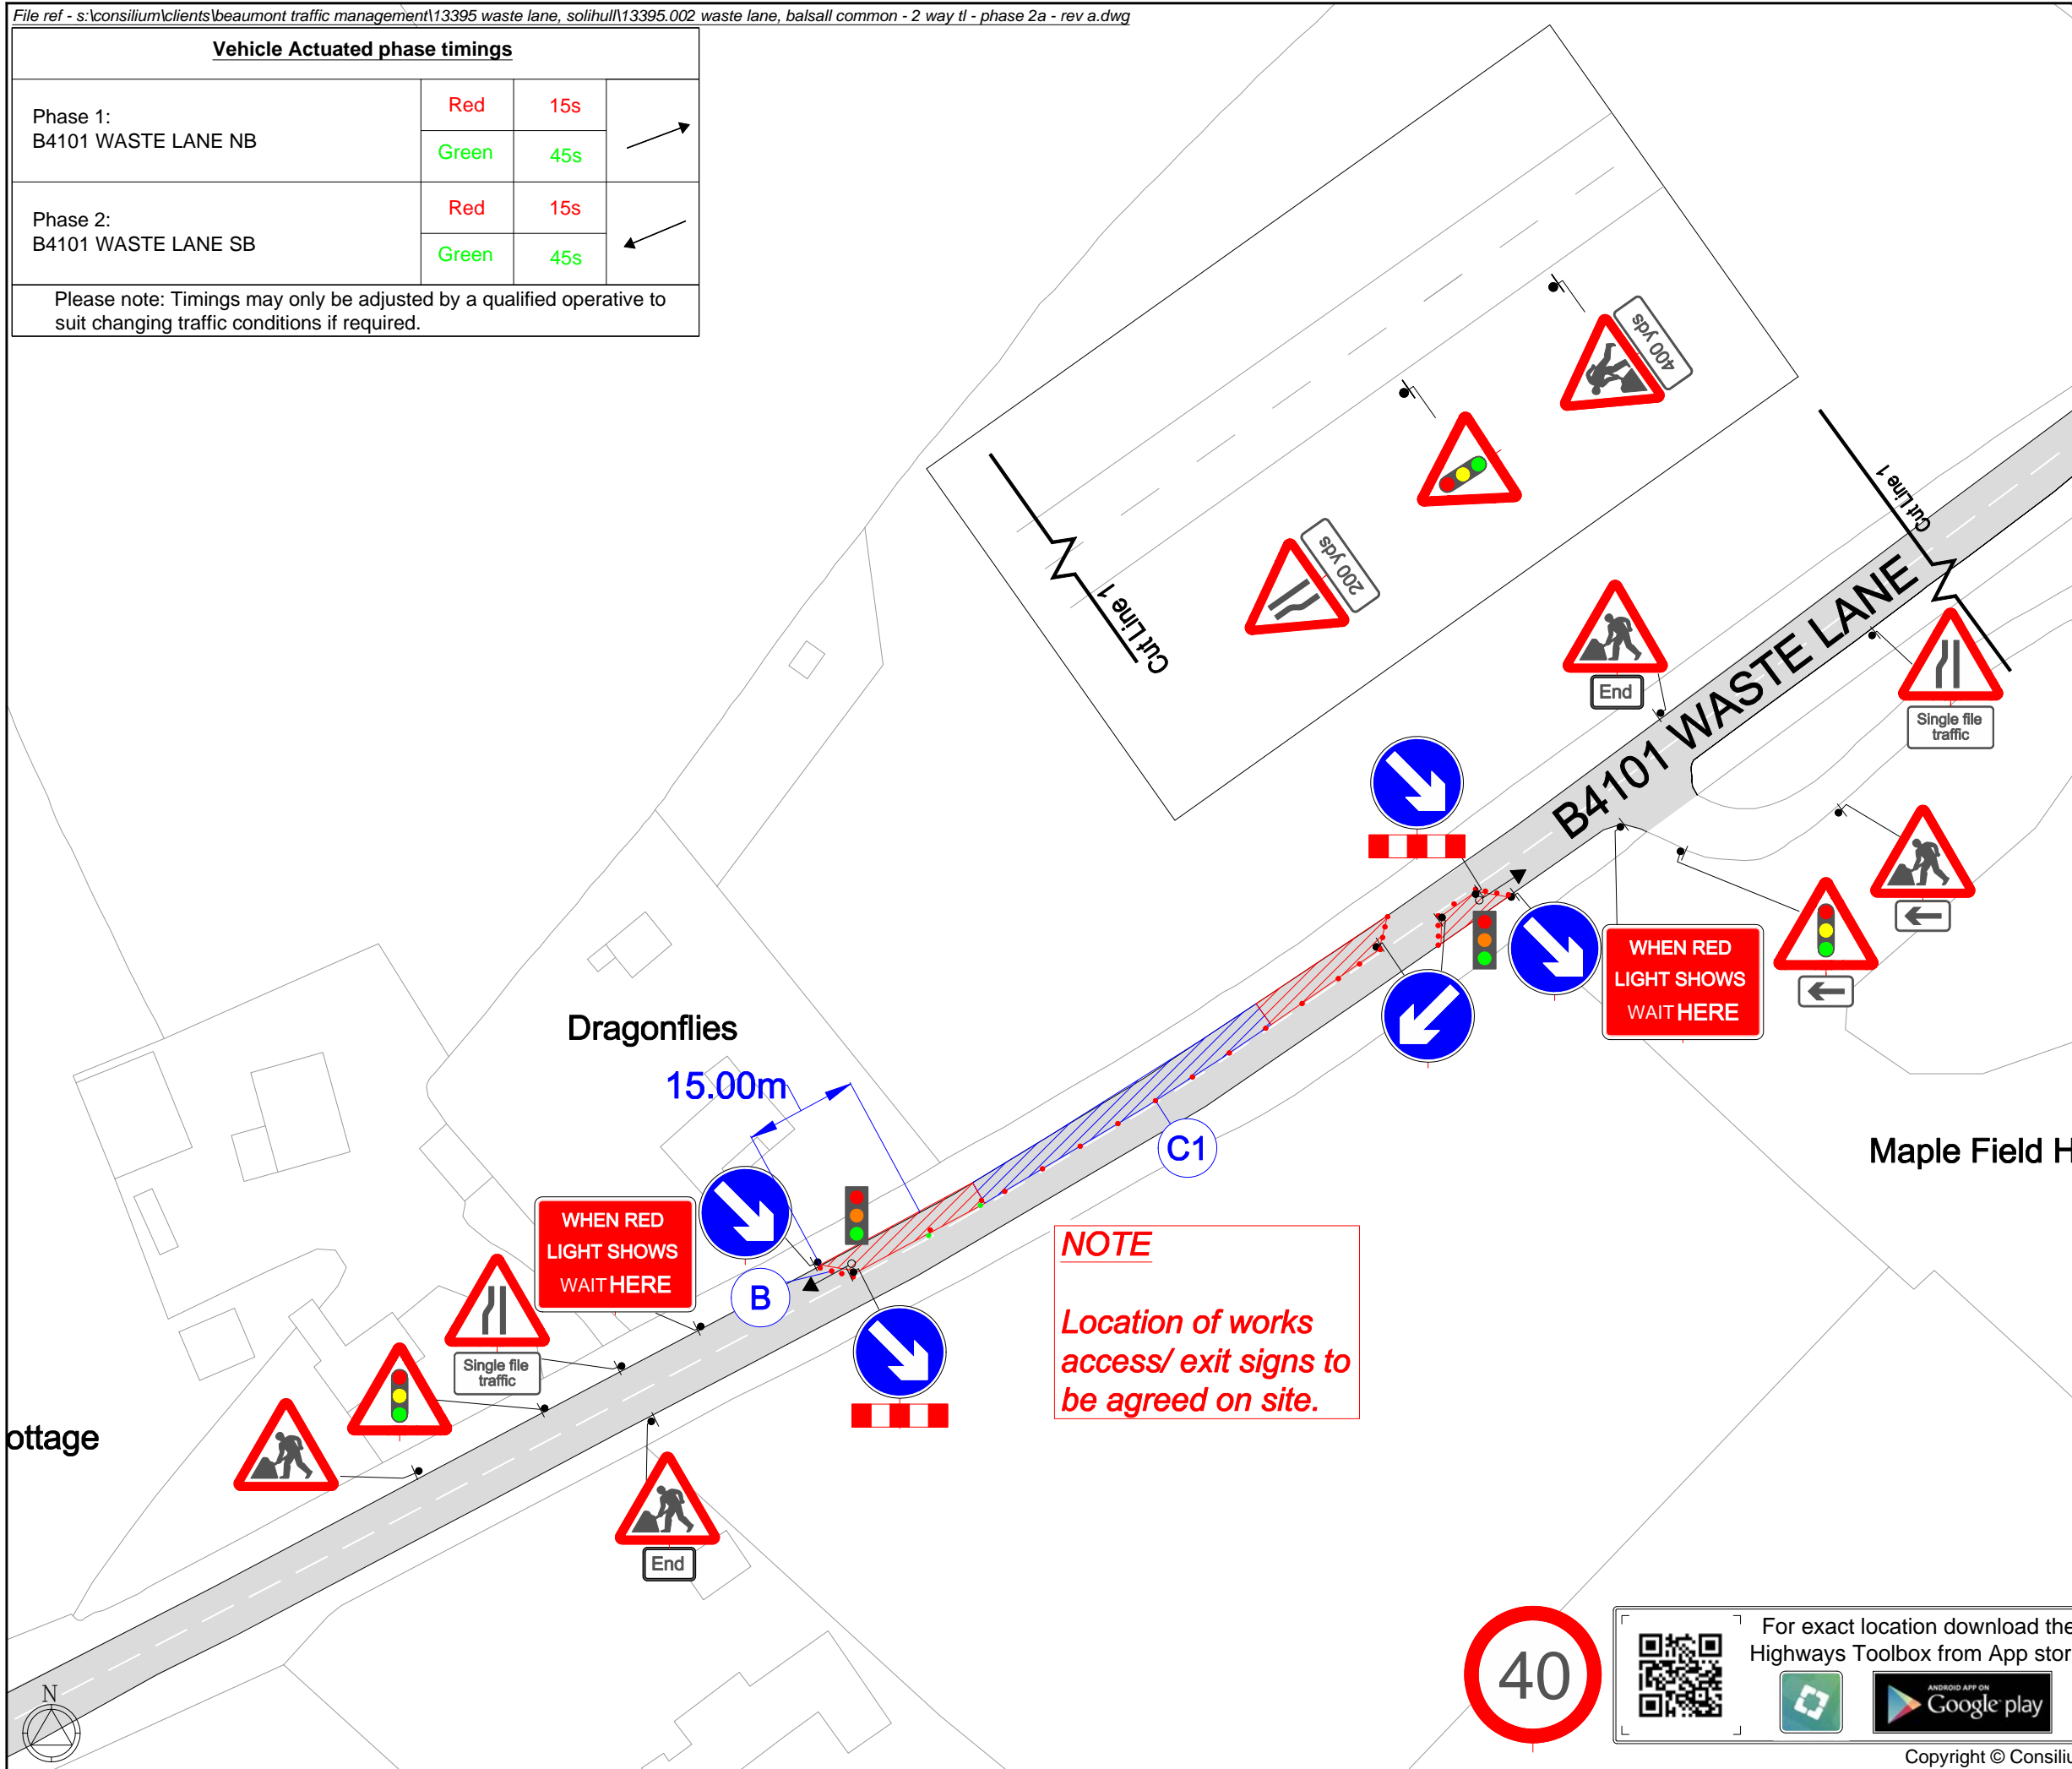 File ref - s:\consilium\clients\beaumont traffic management\13395 waste lane, solihull\13395.002 waste lane, balsall common - 2 way tl - phase 2a - rev a.dwg
Vehicle Actuated phase timings
Phase 1:
B4101 WASTE LANE NB
Red 15s
Green 45s
Phase 2:
B4101 WASTE LANE SB
Red 15s
Green 45s
Please note: Timings may only be adjusted by a qualified operative to
suit changing traffic conditions if required.
400 yds
200 yds
Cut Line 1
Cut Line 1
B4101 WASTE LANE
End
Single file
traffic
WHEN RED
LIGHT SHOWS
WAIT HERE
Dragonflies
15.00m
C1
Maple Field H
WHEN RED
LIGHT SHOWS
WAIT HERE
B
Single file
traffic
NOTE
Location of works
access/ exit signs to
be agreed on site.
ottage
End
N
40
For exact location download the
Highways Toolbox from App stor
ANDROID APP ON
Google play
Copyright © Consiliu